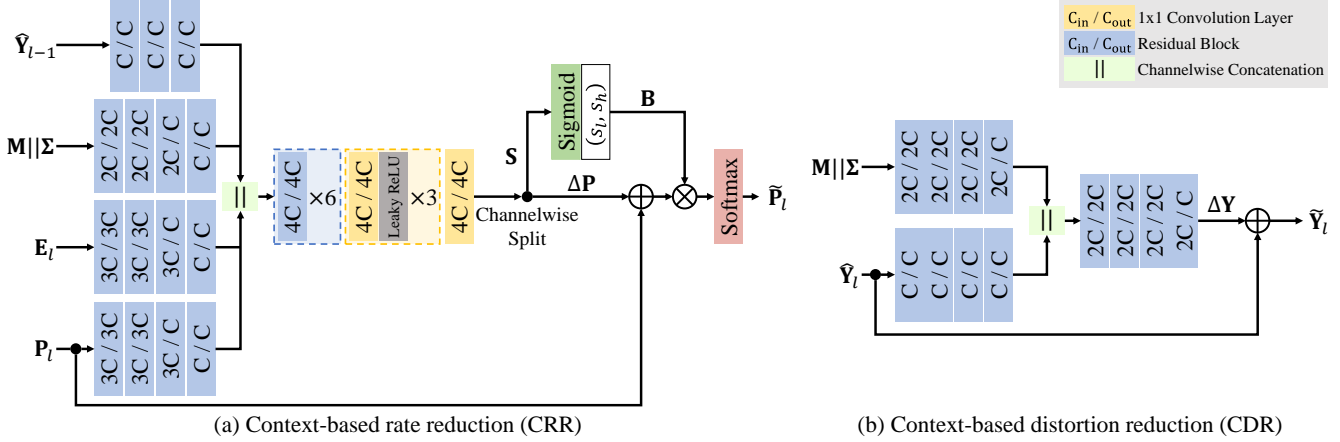 Ŷ_{l−1}
C / C
C / C
C / C
M||Σ
2C / 2C
2C / 2C
2C / C
C / C
E_l
3C / 3C
3C / 3C
3C / C
C / C
P_l
3C / 3C
3C / 3C
3C / C
C / C
||
4C / 4C
×6
4C / 4C
Leaky ReLU
×3
4C / 4C
S
Channelwise
Split
ΔP
Sigmoid
(s_l, s_h)
B
Softmax
P̃_l
(a) Context-based rate reduction (CRR)
C_in / C_out 1x1 Convolution Layer
C_in / C_out Residual Block
|| Channelwise Concatenation
M||Σ
2C / 2C
2C / 2C
2C / 2C
2C / C
Ŷ_l
C / C
C / C
C / C
C / C
||
2C / 2C
2C / 2C
2C / 2C
2C / C
ΔY
Ỹ_l
(b) Context-based distortion reduction (CDR)